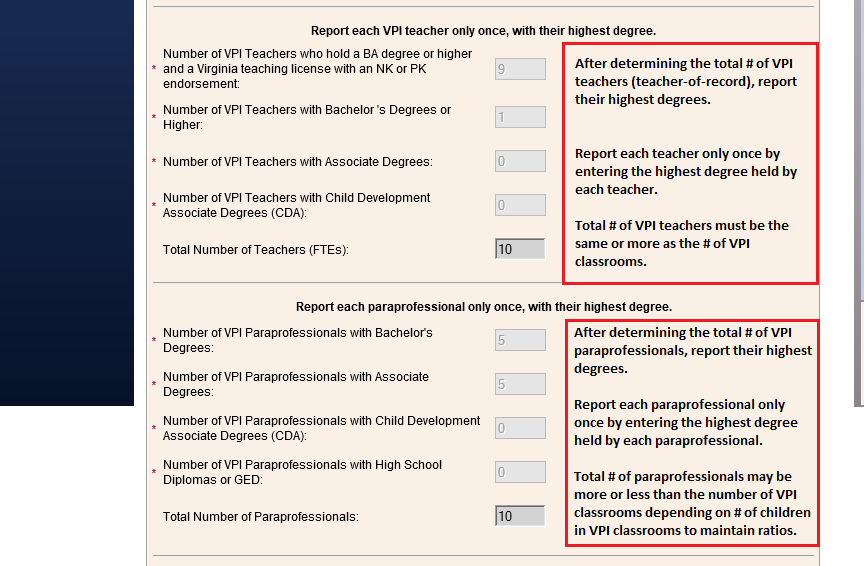 Report each VPI teacher only once, with their highest degree.
Number of VPI Teachers who hold a BA degree or higher
* and a Virginia teaching license with an NK or PK
endorsement:
9
* Number of VPI Teachers with Bachelor 's Degrees or
Higher:
1
* Number of VPI Teachers with Associate Degrees:
0
* Number of VPI Teachers with Child Development
Associate Degrees (CDA):
0
Total Number of Teachers (FTEs):
10
After determining the total # of VPI
teachers (teacher-of-record), report
their highest degrees.
Report each teacher only once by
entering the highest degree held by
each teacher.
Total # of VPI teachers must be the
same or more as the # of VPI
classrooms.
Report each paraprofessional only once, with their highest degree.
* Number of VPI Paraprofessionals with Bachelor's
Degrees:
5
* Number of VPI Paraprofessionals with Associate
Degrees:
5
* Number of VPI Paraprofessionals with Child Development
Associate Degrees (CDA):
0
* Number of VPI Paraprofessionals with High School
Diplomas or GED:
0
Total Number of Paraprofessionals:
10
After determining the total # of VPI
paraprofessionals, report their highest
degrees.
Report each paraprofessional only
once by entering the highest degree
held by each paraprofessional.
Total # of paraprofessionals may be
more or less than the number of VPI
classrooms depending on # of children
in VPI classrooms to maintain ratios.